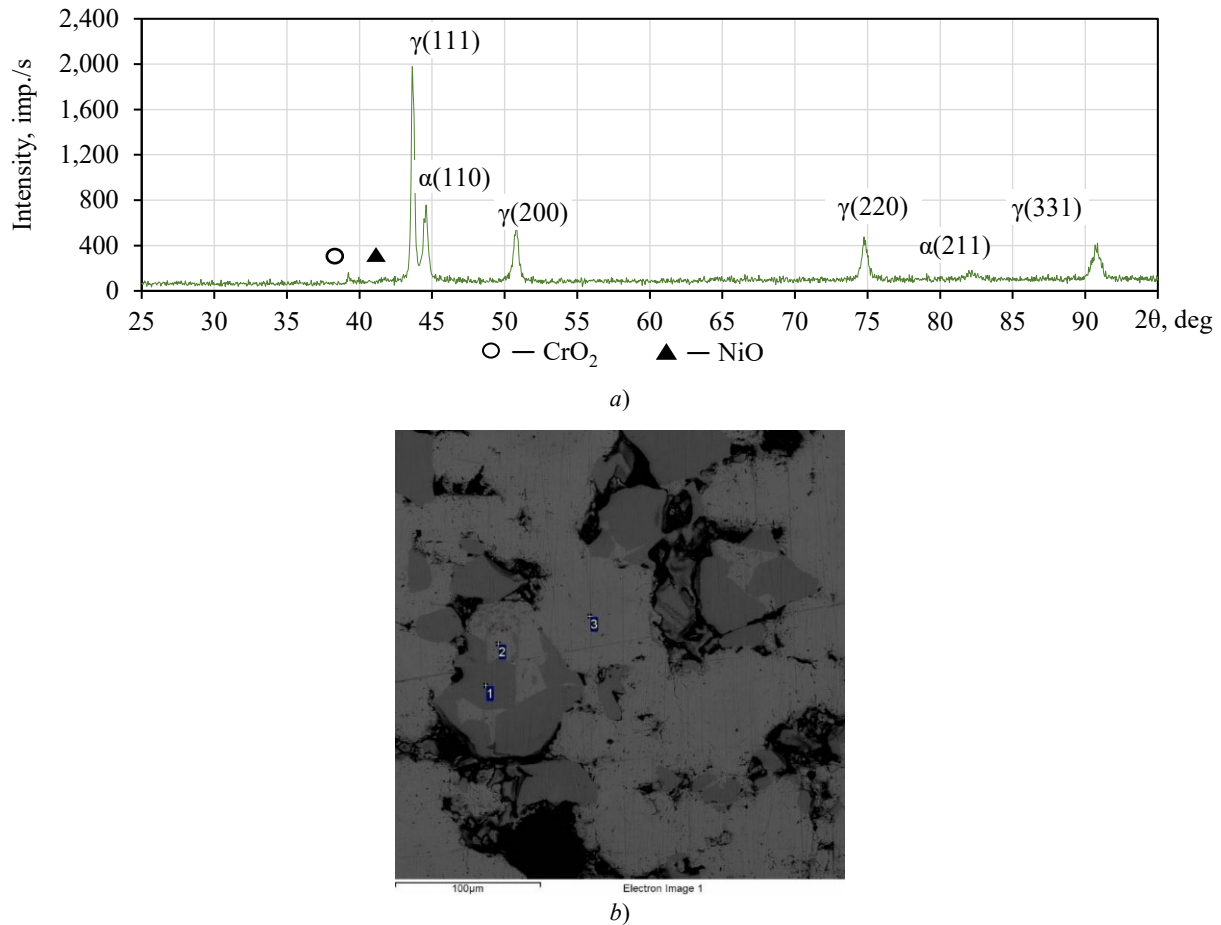 Intensity, imp./s
2,400
2,000
1,600
1,200
800
400
0
γ(111)
α(110)
γ(200)
γ(220)
α(211)
γ(331)
25 30 35 40 45 50 55 60 65 70 75 80 85 90 2θ, deg
— CrO₂ — NiO
a)
3
2
1
100µm Electron Image 1
b)